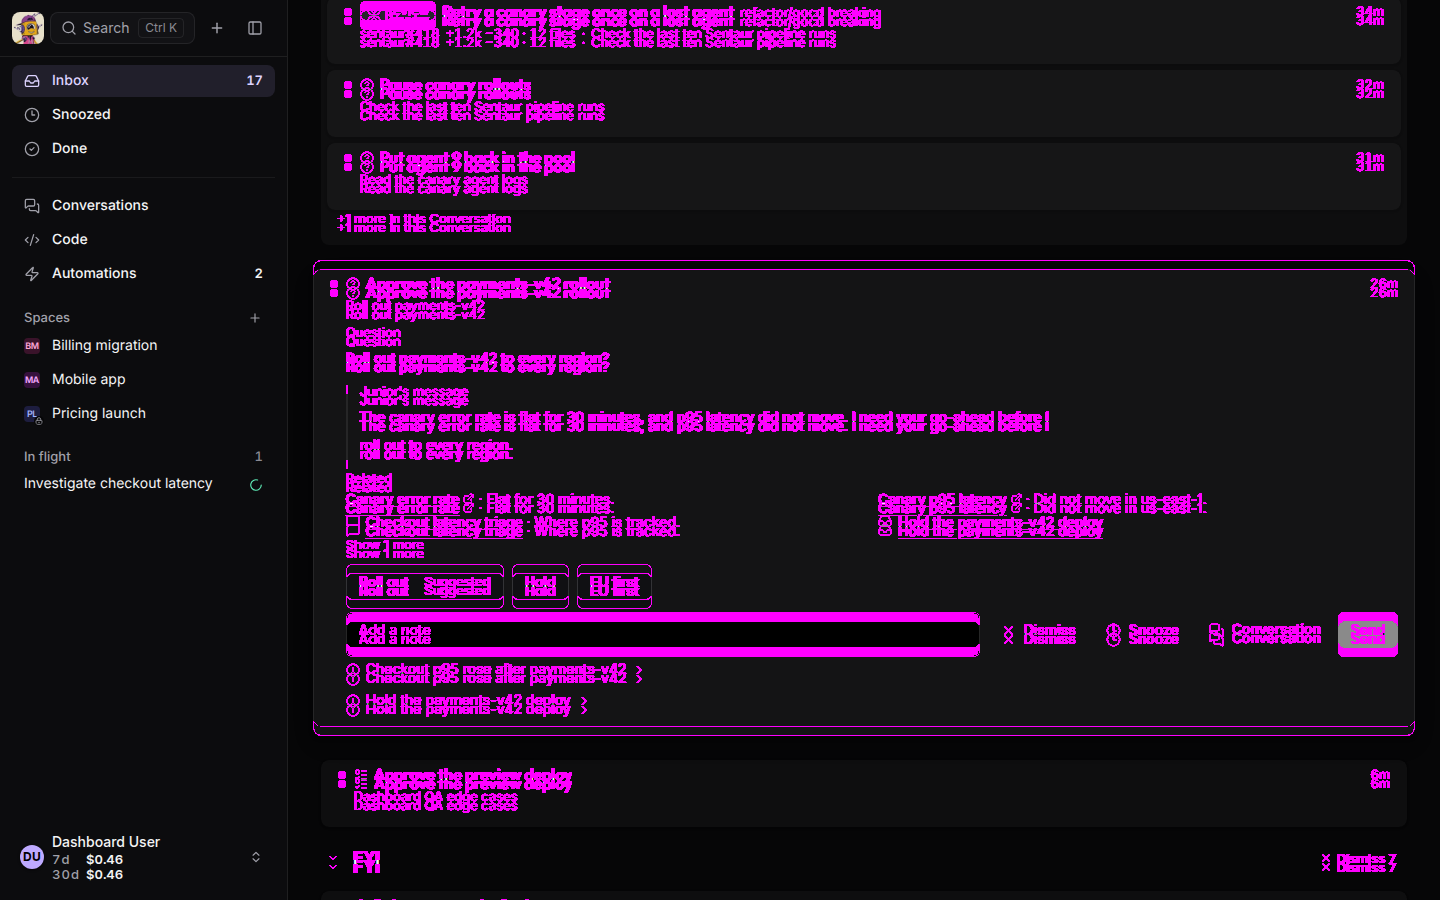 Search
Ctrl K
Inbox
17
Snoozed
Done
Conversations
Code
Automations
2
Spaces
BM
Billing migration
MA
Mobile app
PL
Pricing launch
In flight
1
Investigate checkout latency
DU
Dashboard User
7d $0.46
30d $0.46
Retry a canary stage once on a lost agent
34m
+1.2k −340 · 12 files · Check the last ten Sentaur pipeline runs
Pause canary rollouts
32m
Check the last ten Sentaur pipeline runs
Put agent 9 back in the pool
31m
Read the canary agent logs
+1 more in this Conversation
Approve the payments-v42 rollout
26m
Roll out payments-v42
Question
Roll out payments-v42 to every region?
Junior's message
The canary error rate is flat for 30 minutes, and p95 latency did not move. I need your go-ahead before I
roll out to every region.
Related
Canary error rate · Flat for 30 minutes.
Canary p95 latency · Did not move in us-east-1.
Checkout latency triage · Where p95 is tracked.
Hold the payments-v42 deploy
Show 1 more
Roll out Suggested
Hold
EU first
Add a note
Dismiss
Snooze
Conversation
Send
Checkout p95 rose after payments-v42
Hold the payments-v42 deploy
Approve the preview deploy
6m
Dashboard QA edge cases
FYI
Dismiss 7